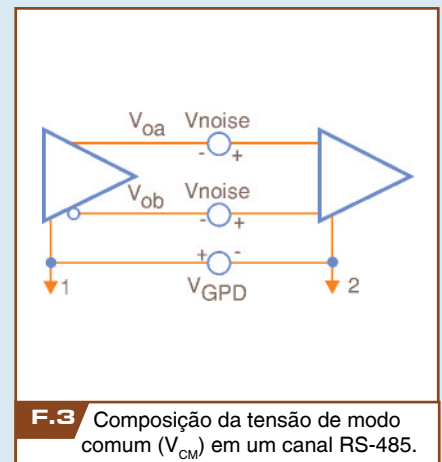 Voa Vnoise
- +
Vob Vnoise
- +
+ -
1 VGPD 2
F.3 Composição da tensão de modo
comum (VCM) em um canal RS-485.